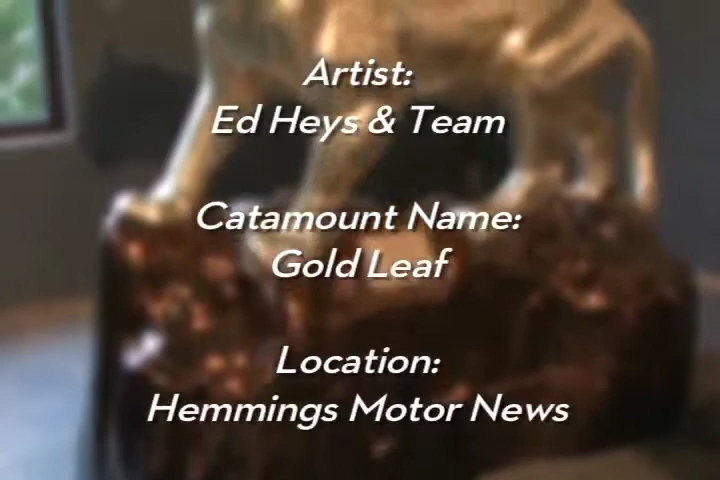 Artist:
Ed Heys & Team
Catamount Name:
Gold Leaf
Location:
Hemmings Motor News